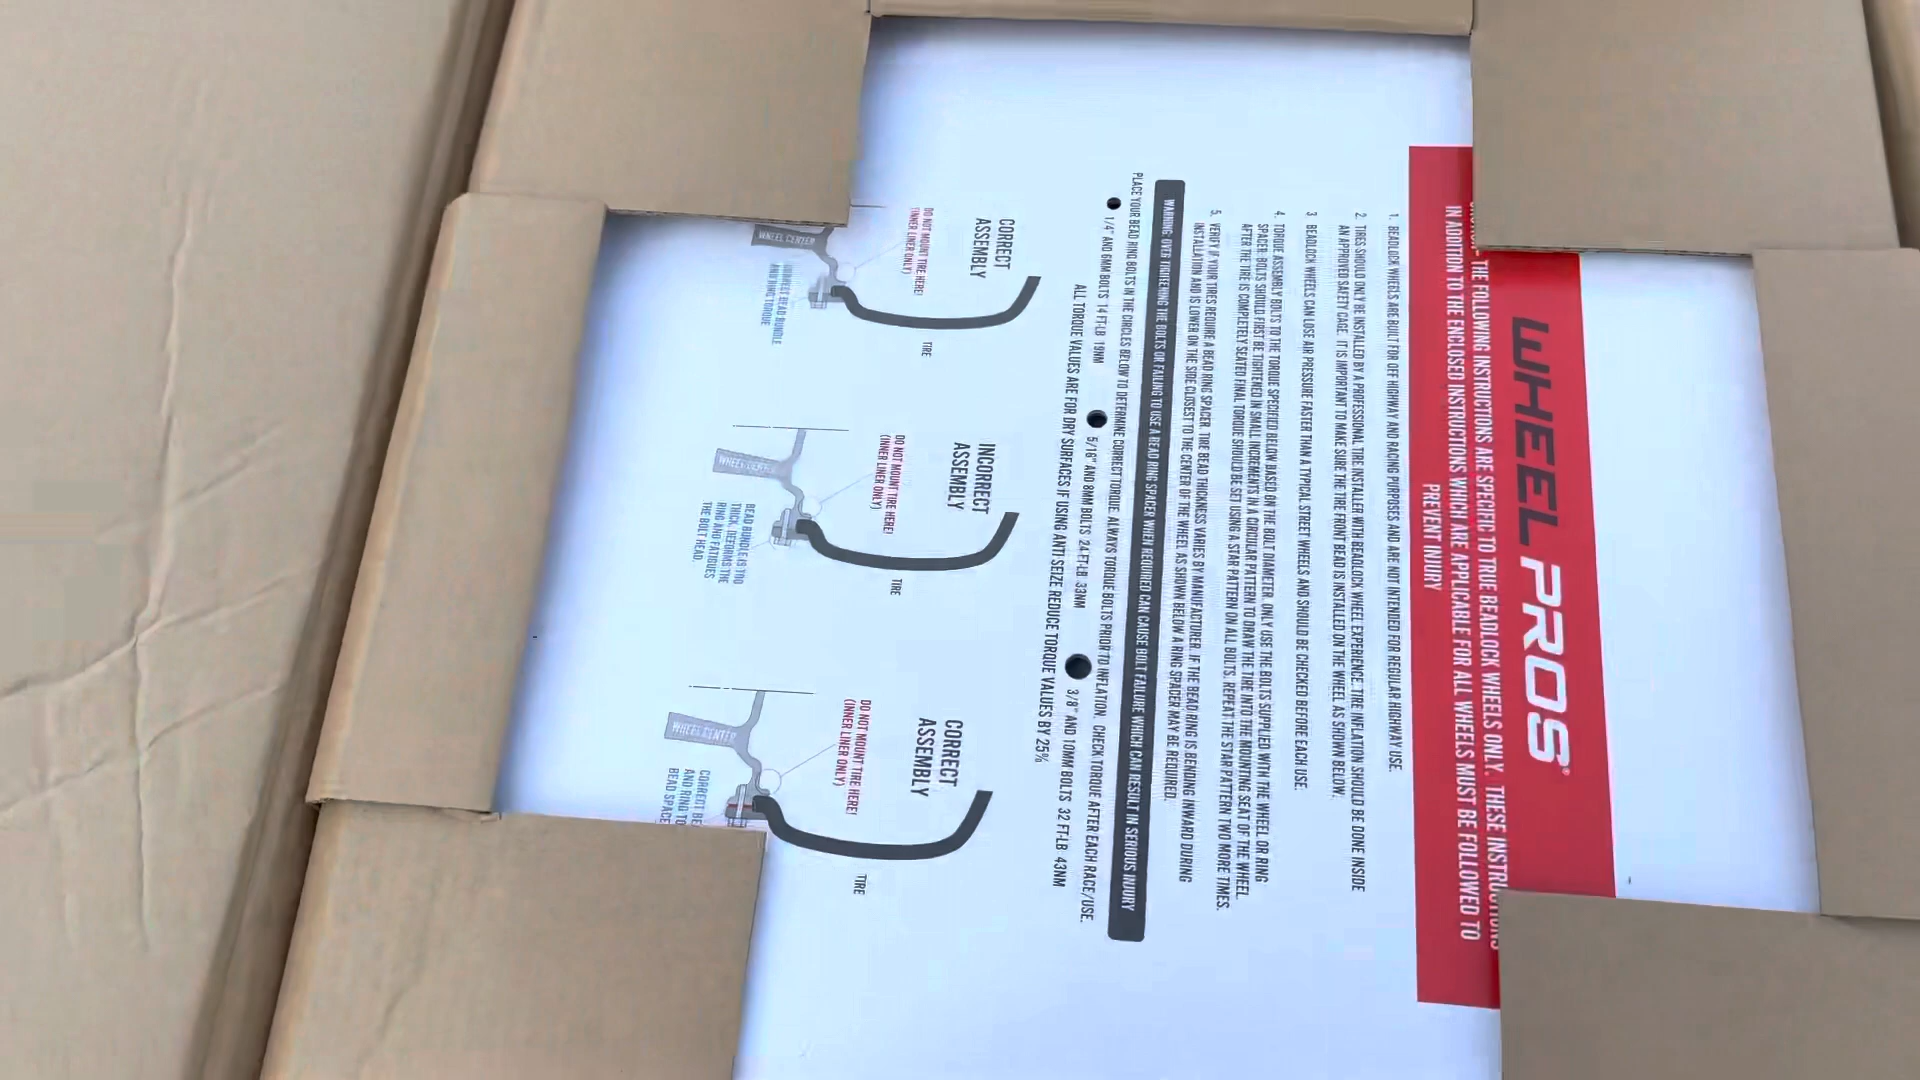 WHEEL PROS®
THE FOLLOWING INSTRUCTIONS ARE SPECIFIC TO TRUE BEADLOCK WHEELS ONLY. THESE INSTRUCTIONS
IN ADDITION TO THE ENCLOSED INSTRUCTIONS WHICH ARE APPLICABLE FOR ALL WHEELS MUST BE FOLLOWED TO
PREVENT INJURY
1. BEADLOCK WHEELS ARE BUILT FOR OFF HIGHWAY AND RACING PURPOSES AND ARE NOT INTENDED FOR REGULAR HIGHWAY USE.
2. TIRES SHOULD ONLY BE INSTALLED BY A PROFESSIONAL TIRE INSTALLER WITH BEADLOCK WHEEL EXPERIENCE. TIRE INFLATION SHOULD BE DONE INSIDE
AN APPROVED SAFETY CAGE. IT IS IMPORTANT TO MAKE SURE THE TIRE FRONT BEAD IS INSTALLED ON THE WHEEL AS SHOWN BELOW.
3. BEADLOCK WHEELS CAN LOSE AIR PRESSURE FASTER THAN A TYPICAL STREET WHEELS AND SHOULD BE CHECKED BEFORE EACH USE.
4. TORQUE ASSEMBLY BOLTS TO THE TORQUE SPECIFIED BELOW BASED ON THE BOLT DIAMETER. ONLY USE THE BOLTS SUPPLIED WITH THE WHEEL OR RING
SPACER. BOLTS SHOULD FIRST BE TIGHTENED IN SMALL INCREMENTS IN A CIRCULAR PATTERN TO DRAW THE TIRE INTO THE MOUNTING SEAT OF THE WHEEL.
AFTER THE TIRE IS COMPLETELY SEATED FINAL TORQUE SHOULD BE SET USING A STAR PATTERN ON ALL BOLTS. REPEAT THE STAR PATTERN TWO MORE TIMES.
5. VERIFY IF YOUR TIRES REQUIRE A BEAD RING SPACER. TIRE BEAD THICKNESS VARIES BY MANUFACTURER. IF THE BEAD RING IS BENDING INWARD DURING
INSTALLATION AND IS LOWER ON THE SIDE CLOSEST TO THE CENTER OF THE WHEEL AS SHOWN BELOW A RING SPACER MAY BE REQUIRED.
WARNING: OVER TIGHTENING THE BOLTS OR FAILING TO USE A BEAD RING SPACER WHEN REQUIRED CAN CAUSE BOLT FAILURE WHICH CAN RESULT IN SERIOUS INJURY
PLACE YOUR BEAD RING BOLTS IN THE CIRCLES BELOW TO DETERMINE CORRECT TORQUE. ALWAYS TORQUE BOLTS PRIOR TO INFLATION. CHECK TORQUE AFTER EACH RACE/USE.
1/4" AND 6MM BOLTS 14 FT-LB 19NM
5/16" AND 8MM BOLTS 24 FT-LB 33NM
3/8" AND 10MM BOLTS 32 FT-LB 43NM
ALL TORQUE VALUES ARE FOR DRY SURFACES IF USING ANTI SEIZE REDUCE TORQUE VALUES BY 25%
CORRECT
ASSEMBLY
DO NOT MOUNT TIRE HERE!
(INNER LINER ONLY)
TIRE
WHEEL CENTER
CORRECT BEAD BUNDLE
AND RING TORQUE
INCORRECT
ASSEMBLY
DO NOT MOUNT TIRE HERE!
(INNER LINER ONLY)
TIRE
WHEEL CENTER
BEAD BUNDLE IS TOO
THICK. DEFORMS THE
RING AND FATIGUES
THE BOLT HEAD.
CORRECT
ASSEMBLY
DO NOT MOUNT TIRE HERE!
(INNER LINER ONLY)
TIRE
WHEEL CENTER
CORRECT BE
AND RING TO
BEAD SPACE